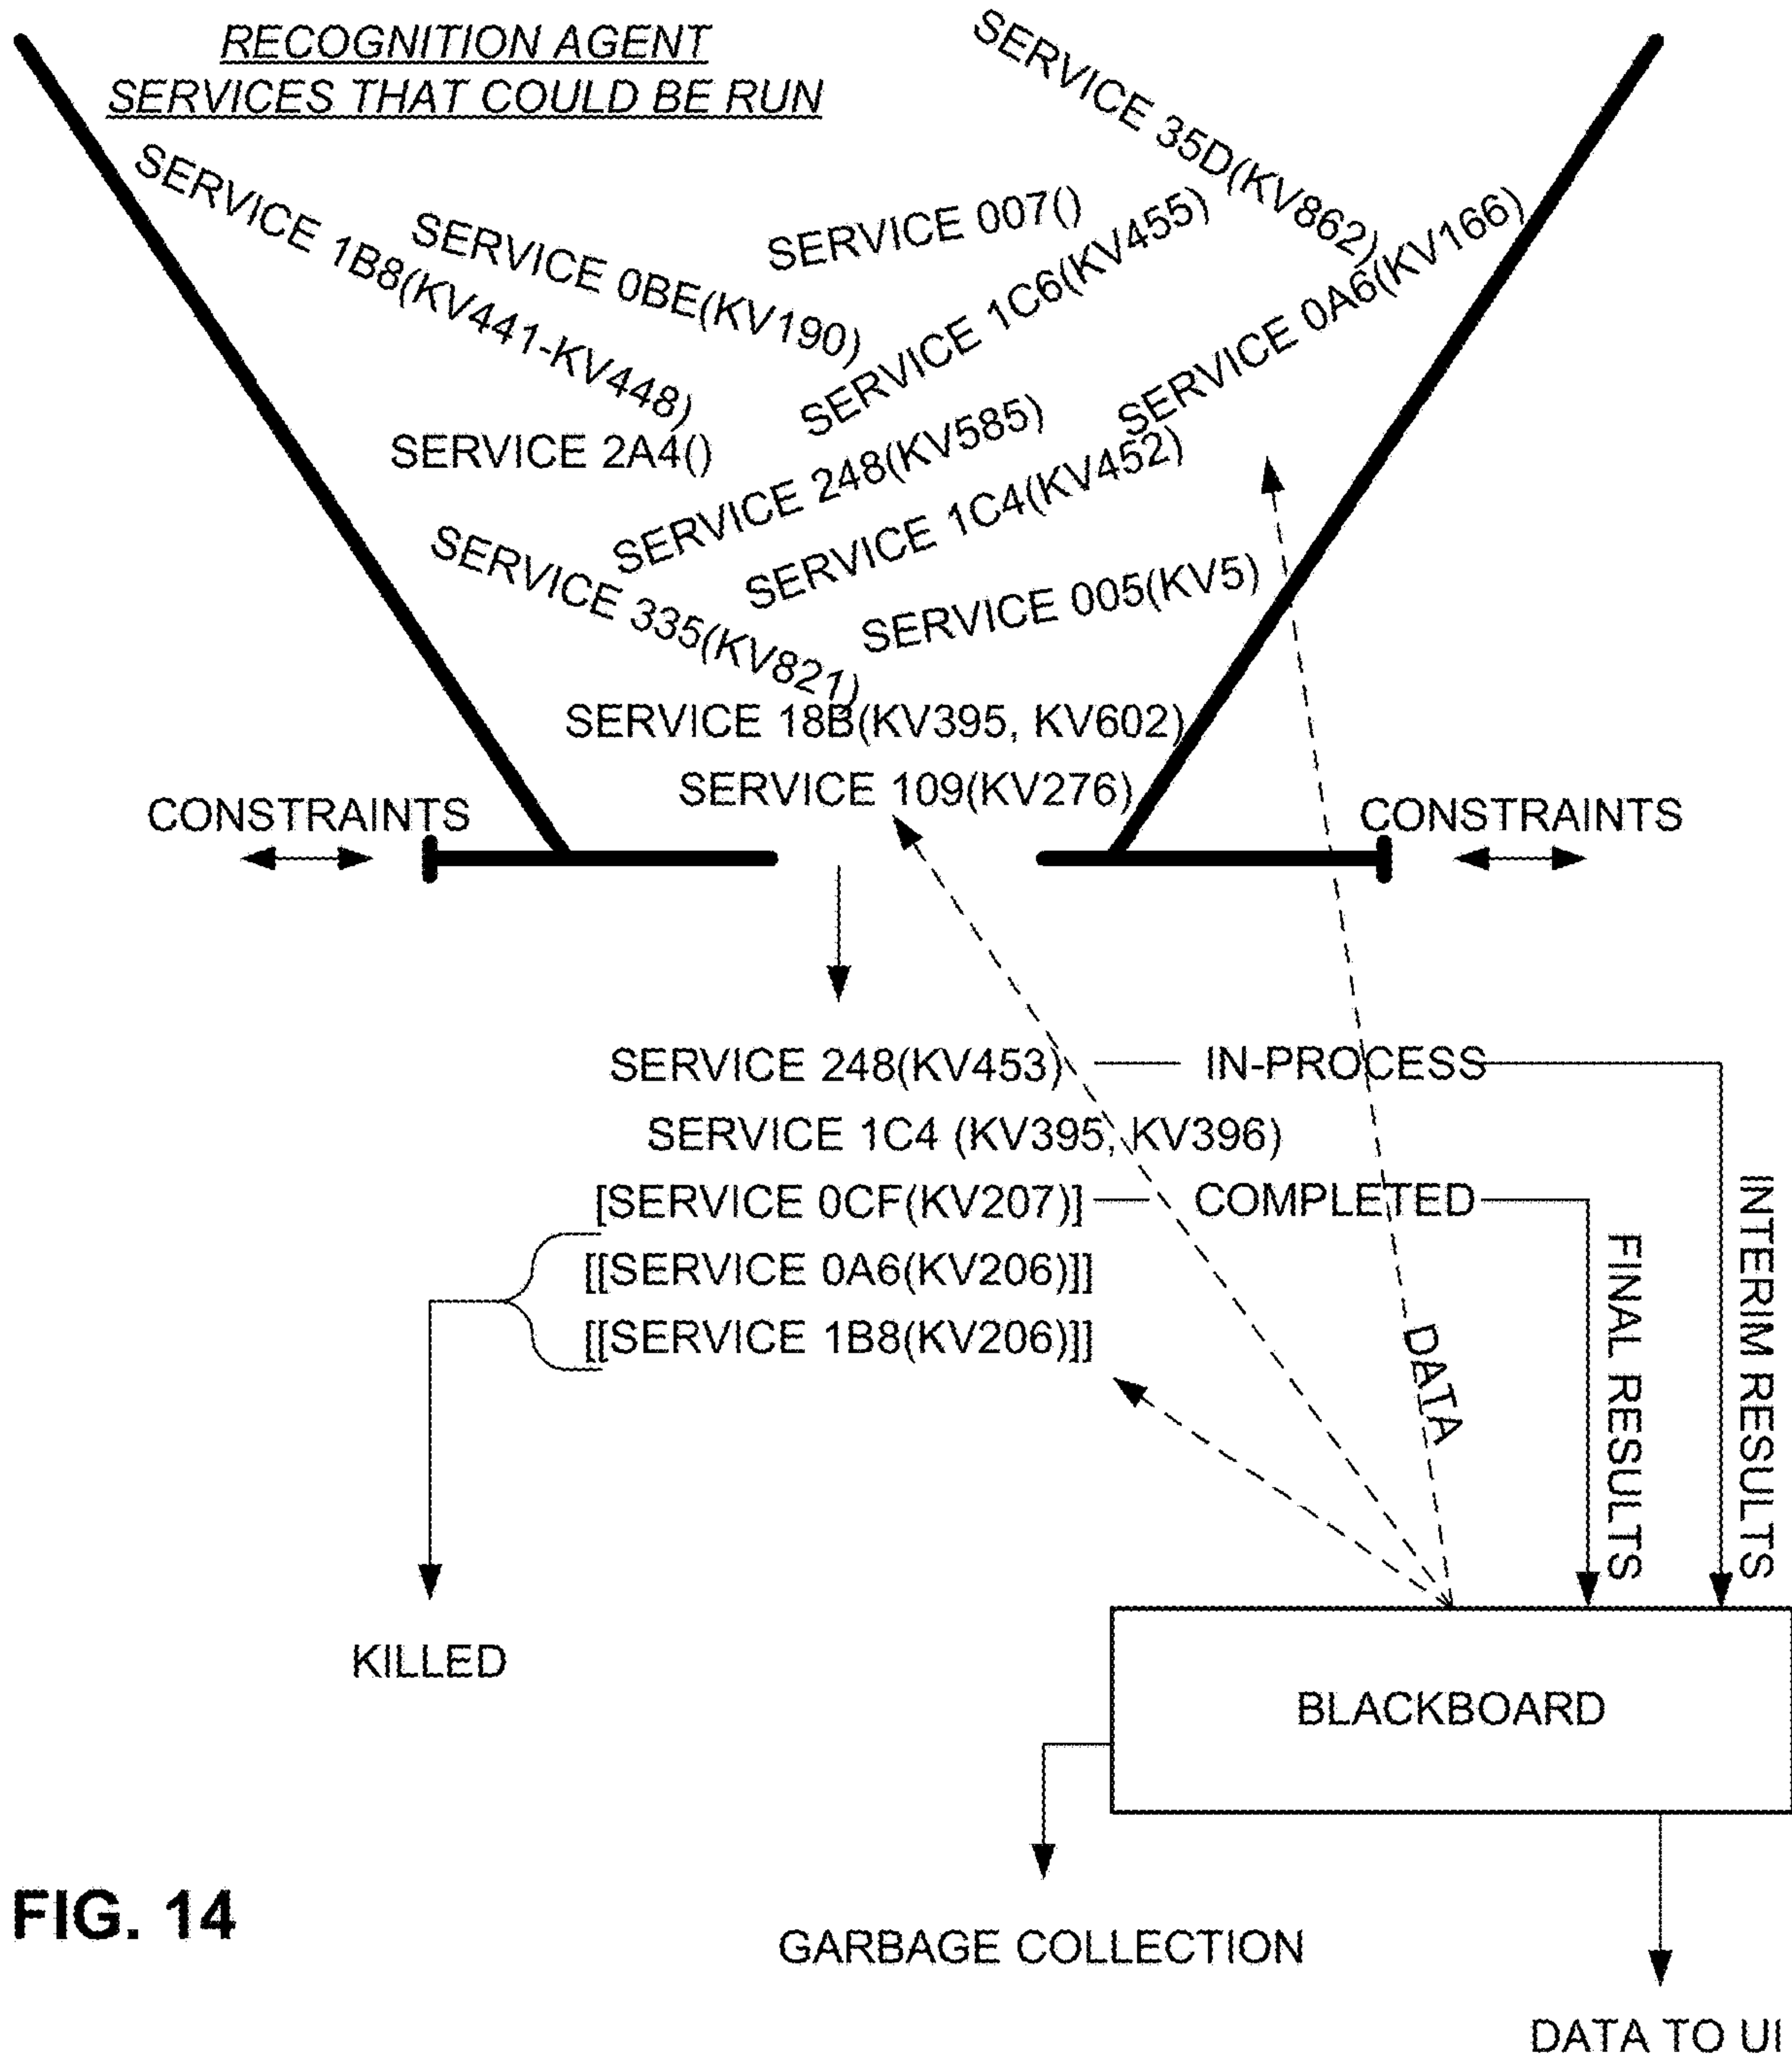 RECOGNITION AGENT
SERVICES THAT COULD BE RUN
SERVICE 35D(KV862)
SERVICE 1B8(KV441-KV448)
SERVICE 0BE(KV190)
SERVICE 007()
SERVICE 1C6(KV455)
SERVICE 0A6(KV166)
SERVICE 2A4()
SERVICE 248(KV585)
SERVICE 1C4(KV452)
SERVICE 335(KV821)
SERVICE 005(KV5)
SERVICE 18B(KV395, KV602)
SERVICE 109(KV276)
CONSTRAINTS
CONSTRAINTS
SERVICE 248(KV453)
IN-PROCESS
SERVICE 1C4 (KV395, KV396)
[SERVICE 0CF(KV207)]
COMPLETED
[[SERVICE 0A6(KV206)]]
[[SERVICE 1B8(KV206)]]
DATA
FINAL RESULTS
INTERIM RESULTS
KILLED
BLACKBOARD
FIG. 14
GARBAGE COLLECTION
DATA TO UI